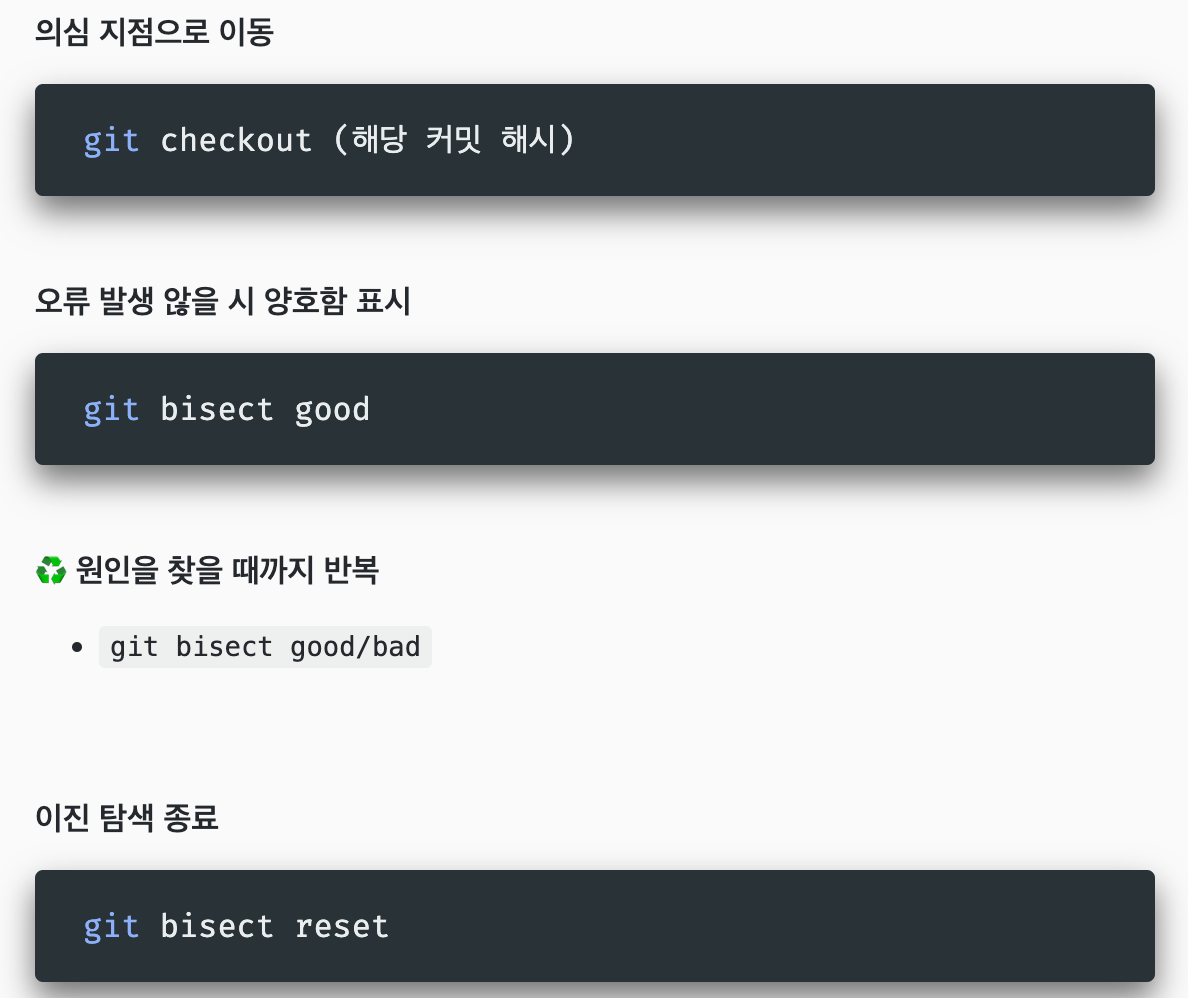 의심 지점으로 이동
git checkout (해당 커밋 해시)
오류 발생 않을 시 양호함 표시
git bisect good
♻️ 원인을 찾을 때까지 반복
• git bisect good/bad
이진 탐색 종료
git bisect reset